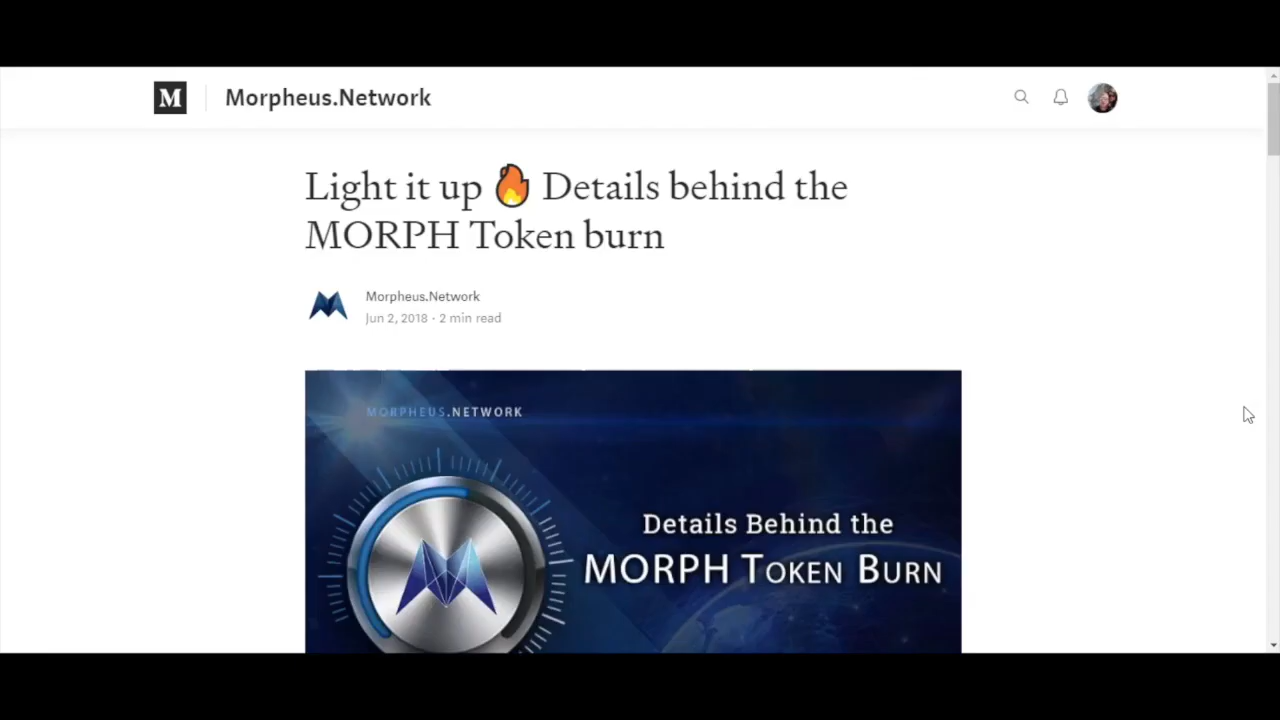 M
Morpheus.Network
Light it up 🔥 Details behind the
MORPH Token burn
Morpheus.Network
Jun 2, 2018 · 2 min read
MORPHEUS.NETWORK
Details Behind the
MORPH TOKEN BURN